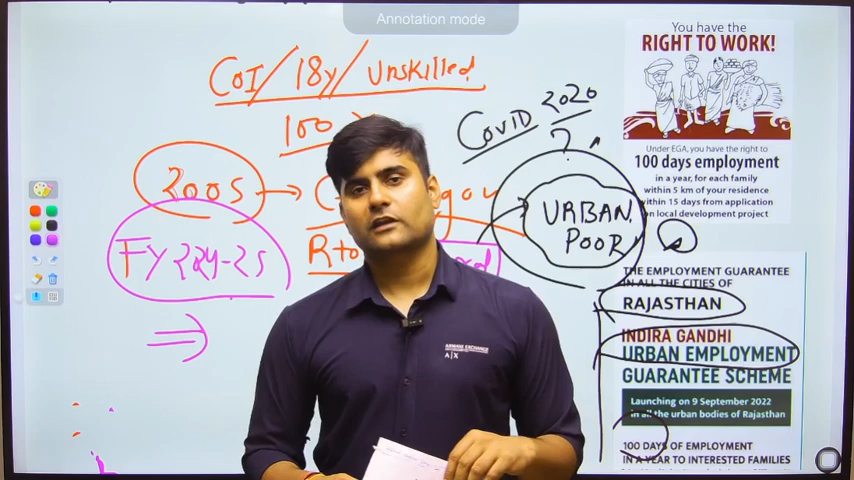 Annotation mode
COI/18y/Unskilled
100
2005 → gov
FY 2024-25
R to
COVID 2020
?
URBAN
POOR
You have the
RIGHT TO WORK!
Under EGA, you have the right to
100 days employment
in a year, for each family
within 5 km of your residence
within 15 days from application
on local development project
THE EMPLOYMENT GUARANTEE
IN ALL THE CITIES OF
RAJASTHAN
INDIRA GANDHI
URBAN EMPLOYMENT
GUARANTEE SCHEME
Launching on 9 September 2022
in all the urban bodies of Rajasthan
100 DAYS OF EMPLOYMENT
IN A YEAR TO INTERESTED FAMILIES
ARMANI EXCHANGE
A|X